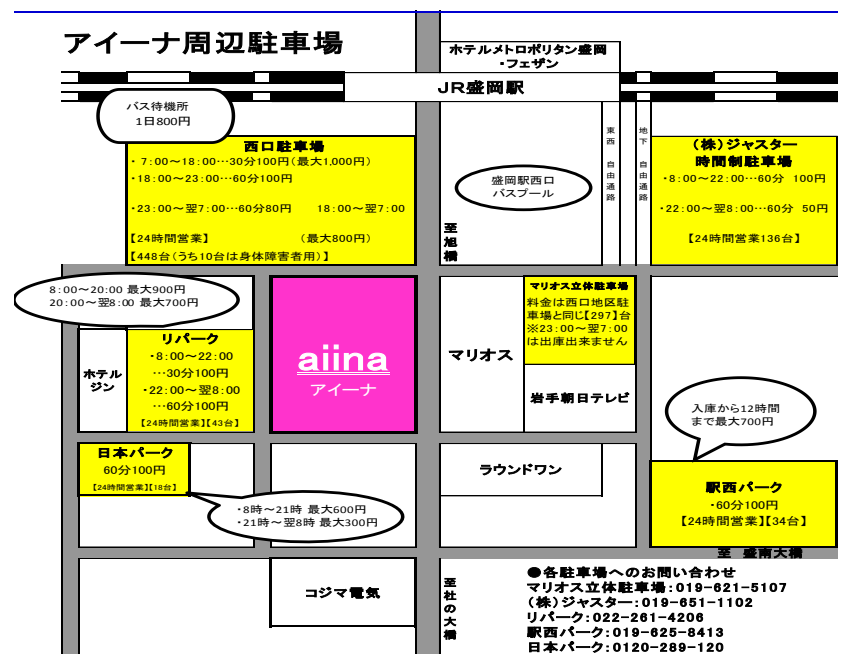 アイーナ周辺駐車場
ホテルメトロポリタン盛岡
・フェザン
JR盛岡駅
バス待機所
1日800円
西口駐車場
・ 7:00～18:00…30分100円(最大1,000円)
・18:00～23:00…60分100円
・23:00～翌7:00…60分80円 18:00～翌7:00
【24時間営業】 (最大800円)
【448台(うち10台は身体障害者用)】
盛岡駅西口
バスプール
東西 自由通路
地下 自由通路
(株)ジャスター
時間制駐車場
・8:00～22:00…60分 100円
・22:00～翌8:00…60分 50円
【24時間営業136台】
至旭橋
8:00～20:00 最大900円
20:00～翌8:00 最大700円
リパーク
・8:00～22:00
…30分100円
・22:00～翌8:00
…60分100円
【24時間営業】【43台】
ホテル
ジン
aiina
アイーナ
マリオス
マリオス立体駐車場
料金は西口地区駐
車場と同じ【297】台
※23:00～翌7:00
は出庫出来ません
岩手朝日テレビ
入庫から12時間
まで最大700円
日本パーク
60分100円
【24時間営業】【18台】
・8時～21時 最大600円
・21時～翌8時 最大300円
ラウンドワン
駅西パーク
・60分100円
【24時間営業】【34台】
至 盛南大橋
コジマ電気
至杜の大橋
●各駐車場へのお問い合わせ
マリオス立体駐車場:019-621-5107
(株)ジャスター:019-651-1102
リパーク:022-261-4206
駅西パーク:019-625-8413
日本パーク:0120-289-120